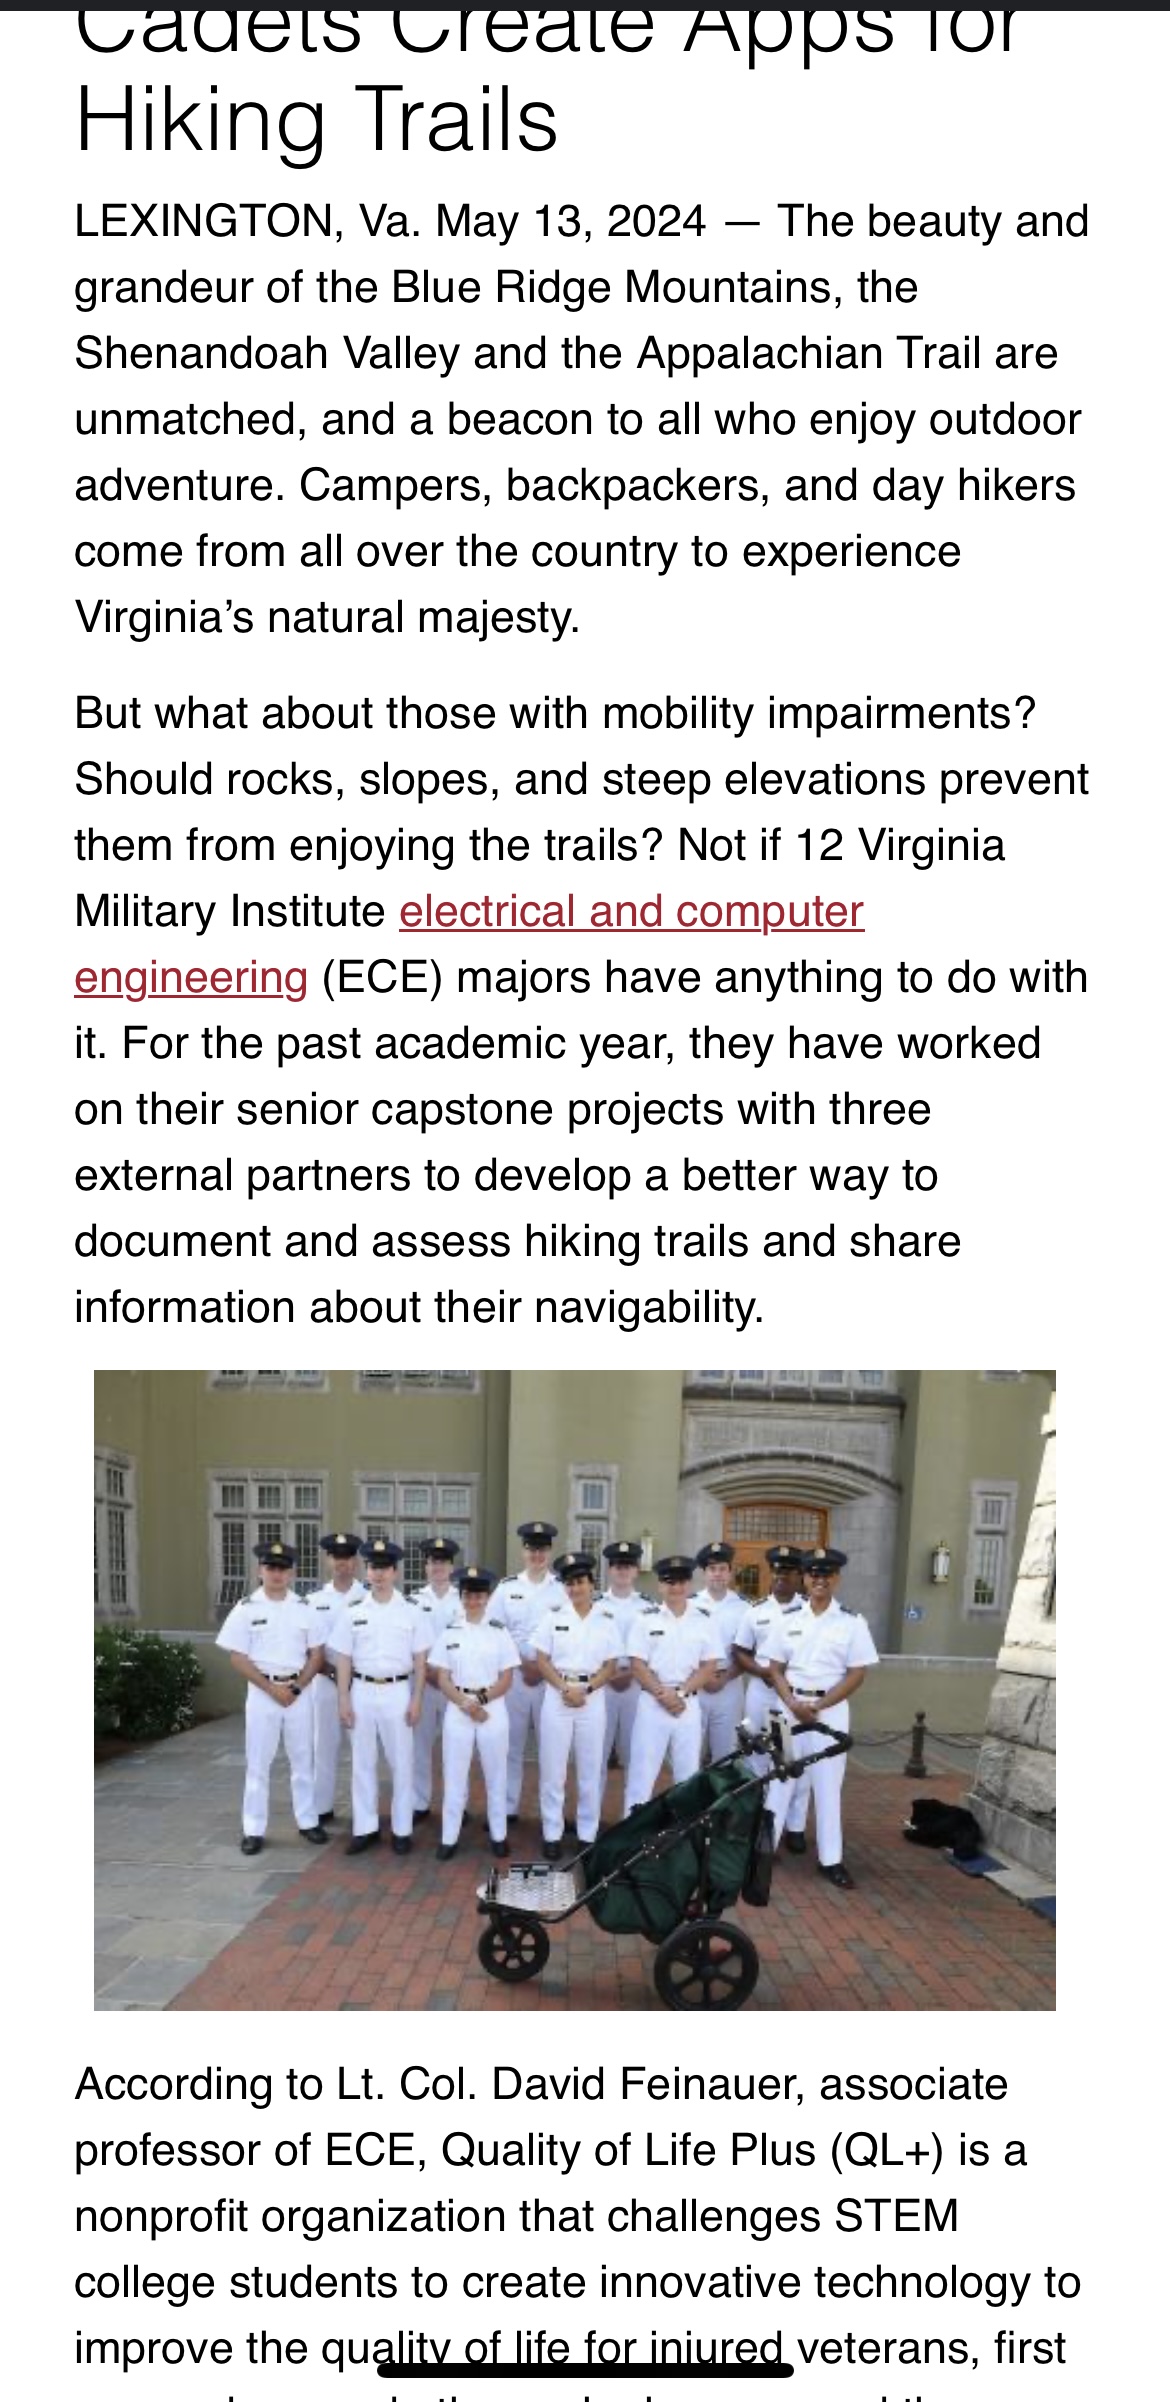 Cadets Create Apps for
Hiking Trails
LEXINGTON, Va. May 13, 2024 — The beauty and
grandeur of the Blue Ridge Mountains, the
Shenandoah Valley and the Appalachian Trail are
unmatched, and a beacon to all who enjoy outdoor
adventure. Campers, backpackers, and day hikers
come from all over the country to experience
Virginia’s natural majesty.
But what about those with mobility impairments?
Should rocks, slopes, and steep elevations prevent
them from enjoying the trails? Not if 12 Virginia
Military Institute electrical and computer
engineering (ECE) majors have anything to do with
it. For the past academic year, they have worked
on their senior capstone projects with three
external partners to develop a better way to
document and assess hiking trails and share
information about their navigability.
According to Lt. Col. David Feinauer, associate
professor of ECE, Quality of Life Plus (QL+) is a
nonprofit organization that challenges STEM
college students to create innovative technology to
improve the quality of life for injured veterans, first